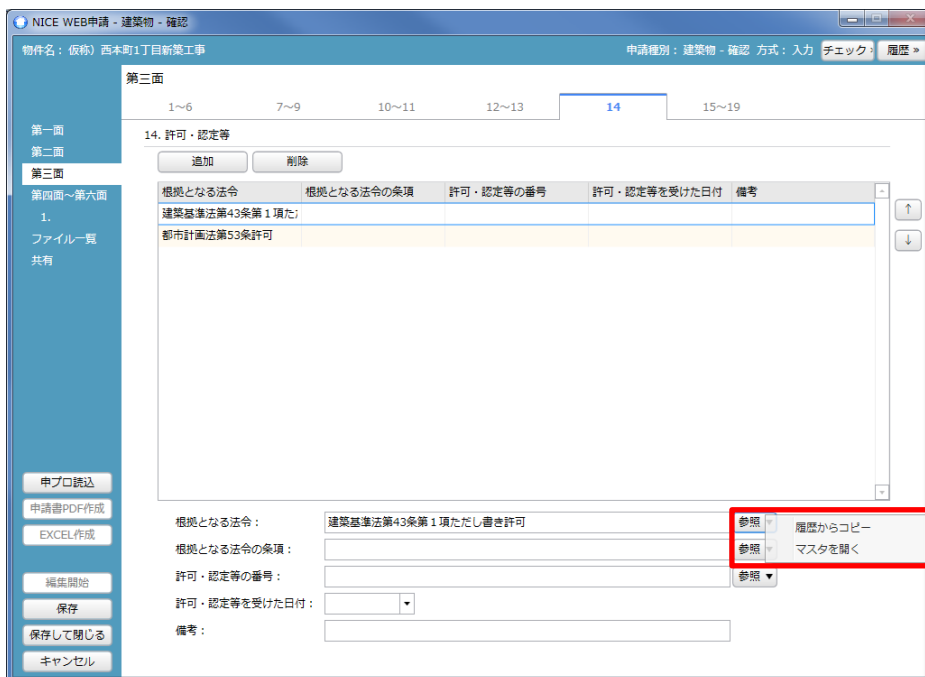 NICE WEB申請 - 建築物 - 確認
物件名：仮称）西本町1丁目新築工事 申請種別：建築物 - 確認 方式：入力 チェック 履歴 »
第三面
1～6 7～9 10～11 12～13 14 15～19
第一面
第二面
第三面
第四面～第六面
1.
ファイル一覧
共有
14. 許可・認定等
追加 削除
根拠となる法令 根拠となる法令の条項 許可・認定等の番号 許可・認定等を受けた日付 備考
建築基準法第43条第１項た
都市計画法第53条許可
↑
↓
申プロ読込
申請書PDF作成
EXCEL作成
編集開始
保存
保存して閉じる
キャンセル
根拠となる法令： 建築基準法第43条第１項ただし書き許可 参照 ▼
根拠となる法令の条項： 参照 ▼
許可・認定等の番号： 参照 ▼
許可・認定等を受けた日付：
備考：
履歴からコピー
マスタを開く